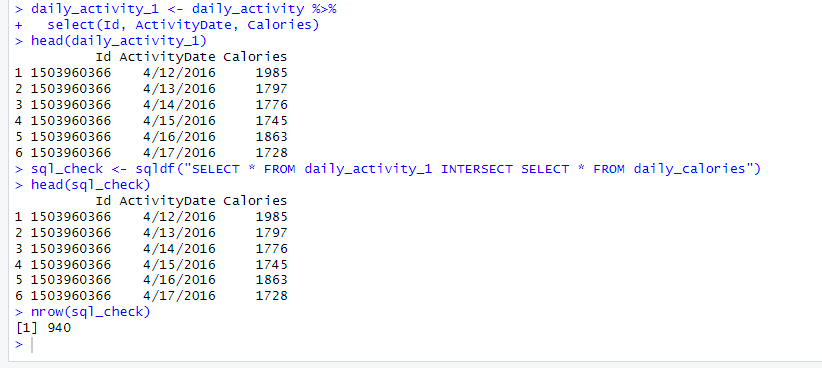 > daily_activity_1 <- daily_activity %>%
+   select(Id, ActivityDate, Calories)
> head(daily_activity_1)
          Id ActivityDate Calories
1 1503960366    4/12/2016     1985
2 1503960366    4/13/2016     1797
3 1503960366    4/14/2016     1776
4 1503960366    4/15/2016     1745
5 1503960366    4/16/2016     1863
6 1503960366    4/17/2016     1728
> sql_check <- sqldf("SELECT * FROM daily_activity_1 INTERSECT SELECT * FROM daily_calories")
> head(sql_check)
          Id ActivityDate Calories
1 1503960366    4/12/2016     1985
2 1503960366    4/13/2016     1797
3 1503960366    4/14/2016     1776
4 1503960366    4/15/2016     1745
5 1503960366    4/16/2016     1863
6 1503960366    4/17/2016     1728
> nrow(sql_check)
[1] 940
>